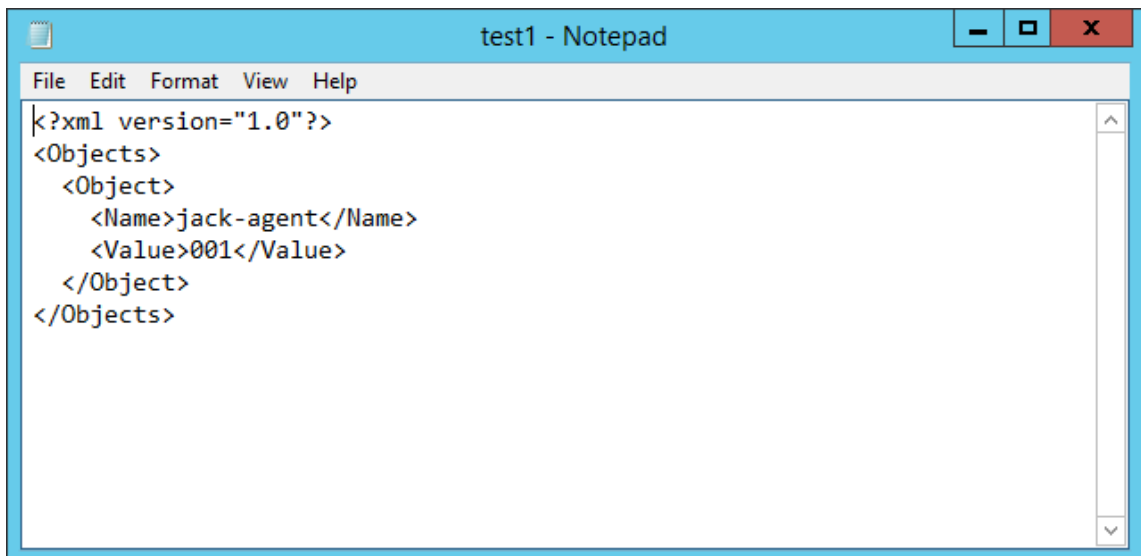 test1 - Notepad
File Edit Format View Help
<?xml version="1.0"?>
<Objects>
  <Object>
    <Name>jack-agent</Name>
    <Value>001</Value>
  </Object>
</Objects>